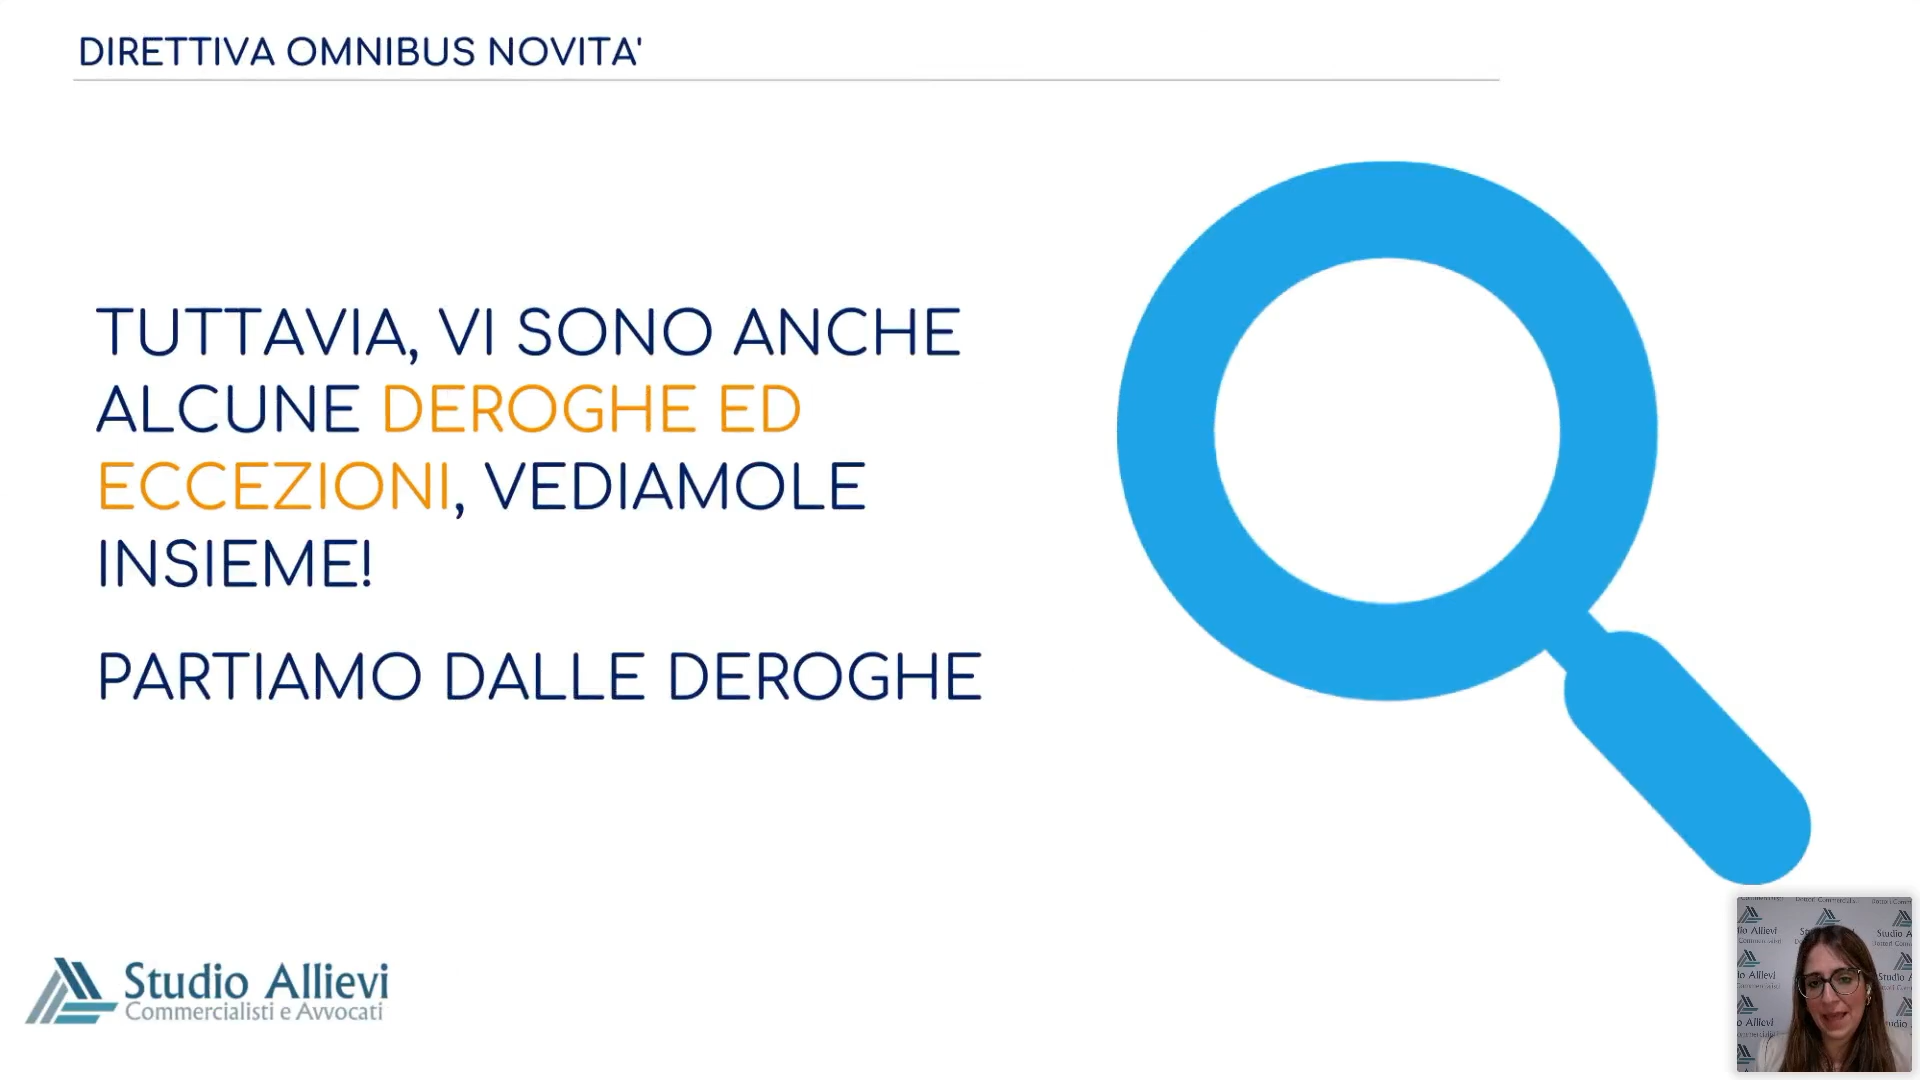 DIRETTIVA OMNIBUS NOVITA'
TUTTAVIA, VI SONO ANCHE
ALCUNE DEROGHE ED
ECCEZIONI, VEDIAMOLE
INSIEME!
PARTIAMO DALLE DEROGHE
Studio Allievi
Commercialisti e Avvocati